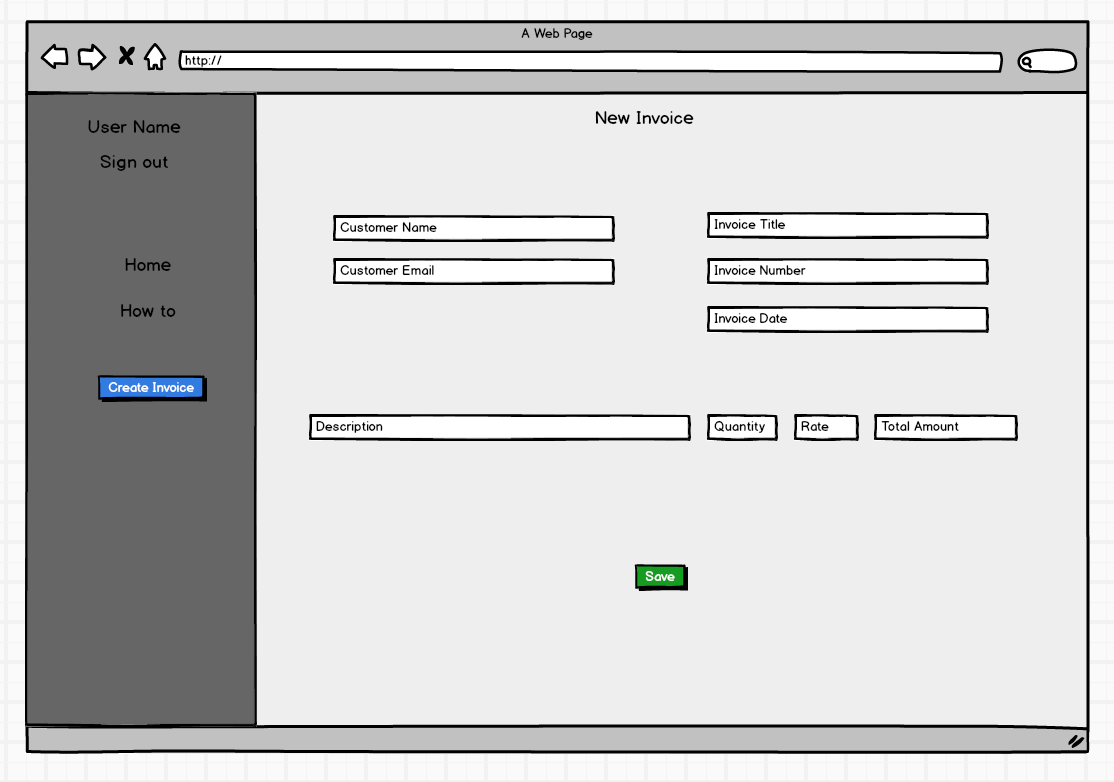 A Web Page
http://
User Name
Sign out
Home
How to
Create Invoice
New Invoice
Customer Name
Customer Email
Invoice Title
Invoice Number
Invoice Date
Description
Quantity
Rate
Total Amount
Save